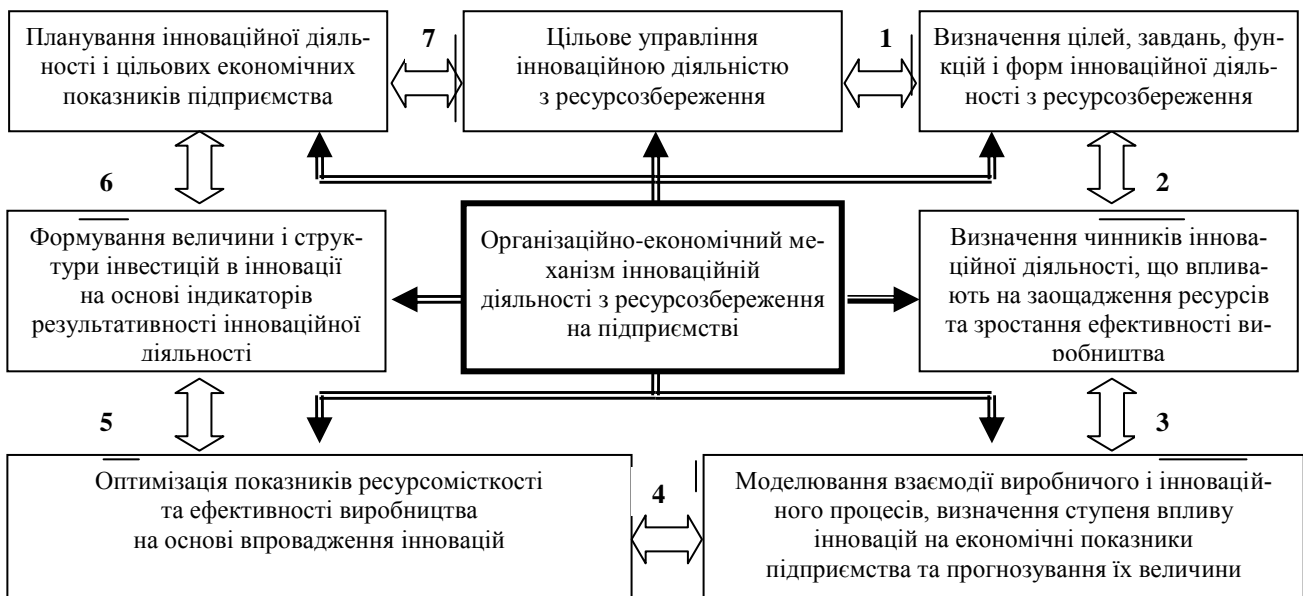 Планування інноваційної діяль-
ності і цільових економічних
показників підприємства
7
Цільове управління
інноваційною діяльністю
з ресурсозбереження
1
Визначення цілей, завдань, фун-
кцій і форм інноваційної діяль-
ності з ресурсозбереження
6
2
Формування величини і струк-
тури інвестицій в інновації
на основі індикаторів
результативності інноваційної
діяльності
Організаційно-економічний ме-
ханізм інноваційній
діяльності з ресурсозбереження
на підприємстві
Визначення чинників іннова-
ційної діяльності, що вплива-
ють на заощадження ресурсів
та зростання ефективності ви-
робництва
5
3
Оптимізація показників ресурсомісткості
та ефективності виробництва
на основі впровадження інновацій
4
Моделювання взаємодії виробничого і інновацій-
ного процесів, визначення ступеня впливу
інновацій на економічні показники
підприємства та прогнозування їх величини